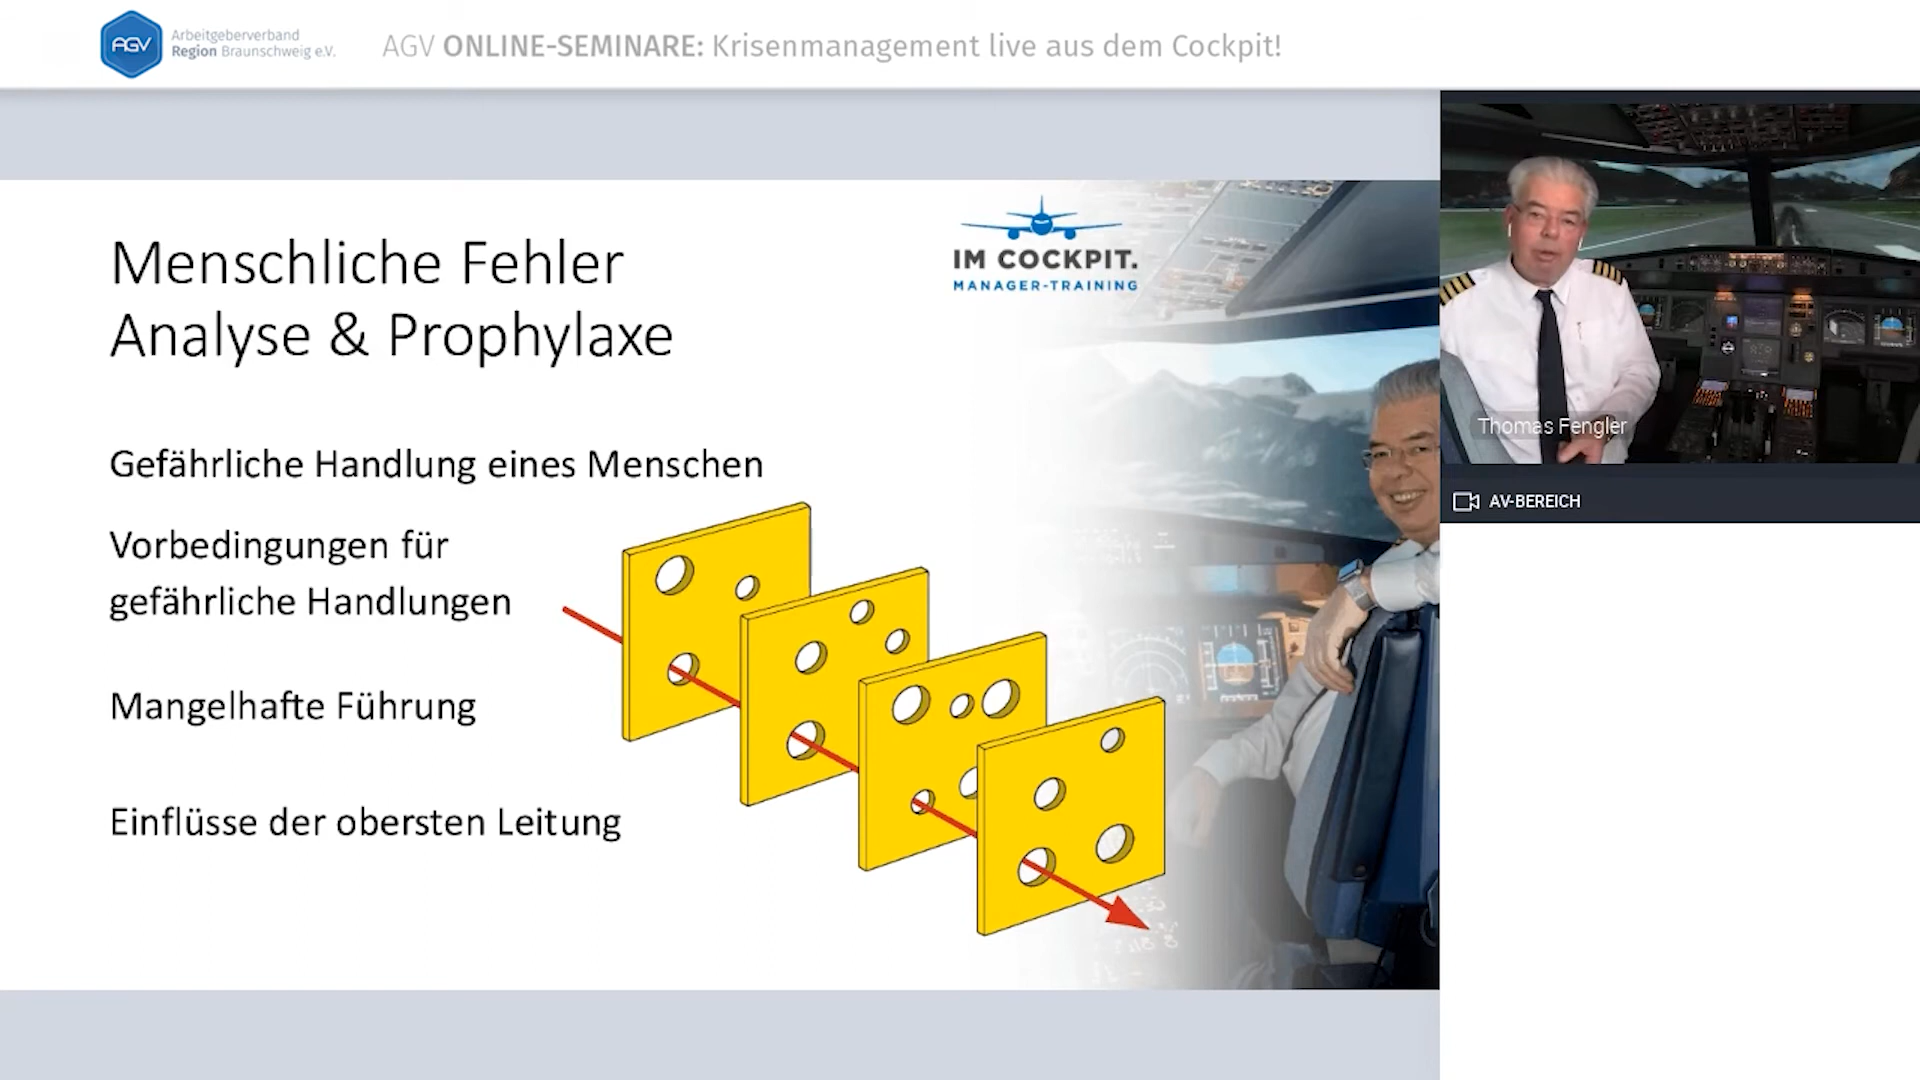 AGV
Arbeitgeberverband
Region Braunschweig e.V.
AGV ONLINE-SEMINARE: Krisenmanagement live aus dem Cockpit!
Menschliche Fehler
Analyse & Prophylaxe
IM COCKPIT.
MANAGER-TRAINING
Gefährliche Handlung eines Menschen
Vorbedingungen für
gefährliche Handlungen
Mangelhafte Führung
Einflüsse der obersten Leitung
Thomas Fengler
AV-BEREICH